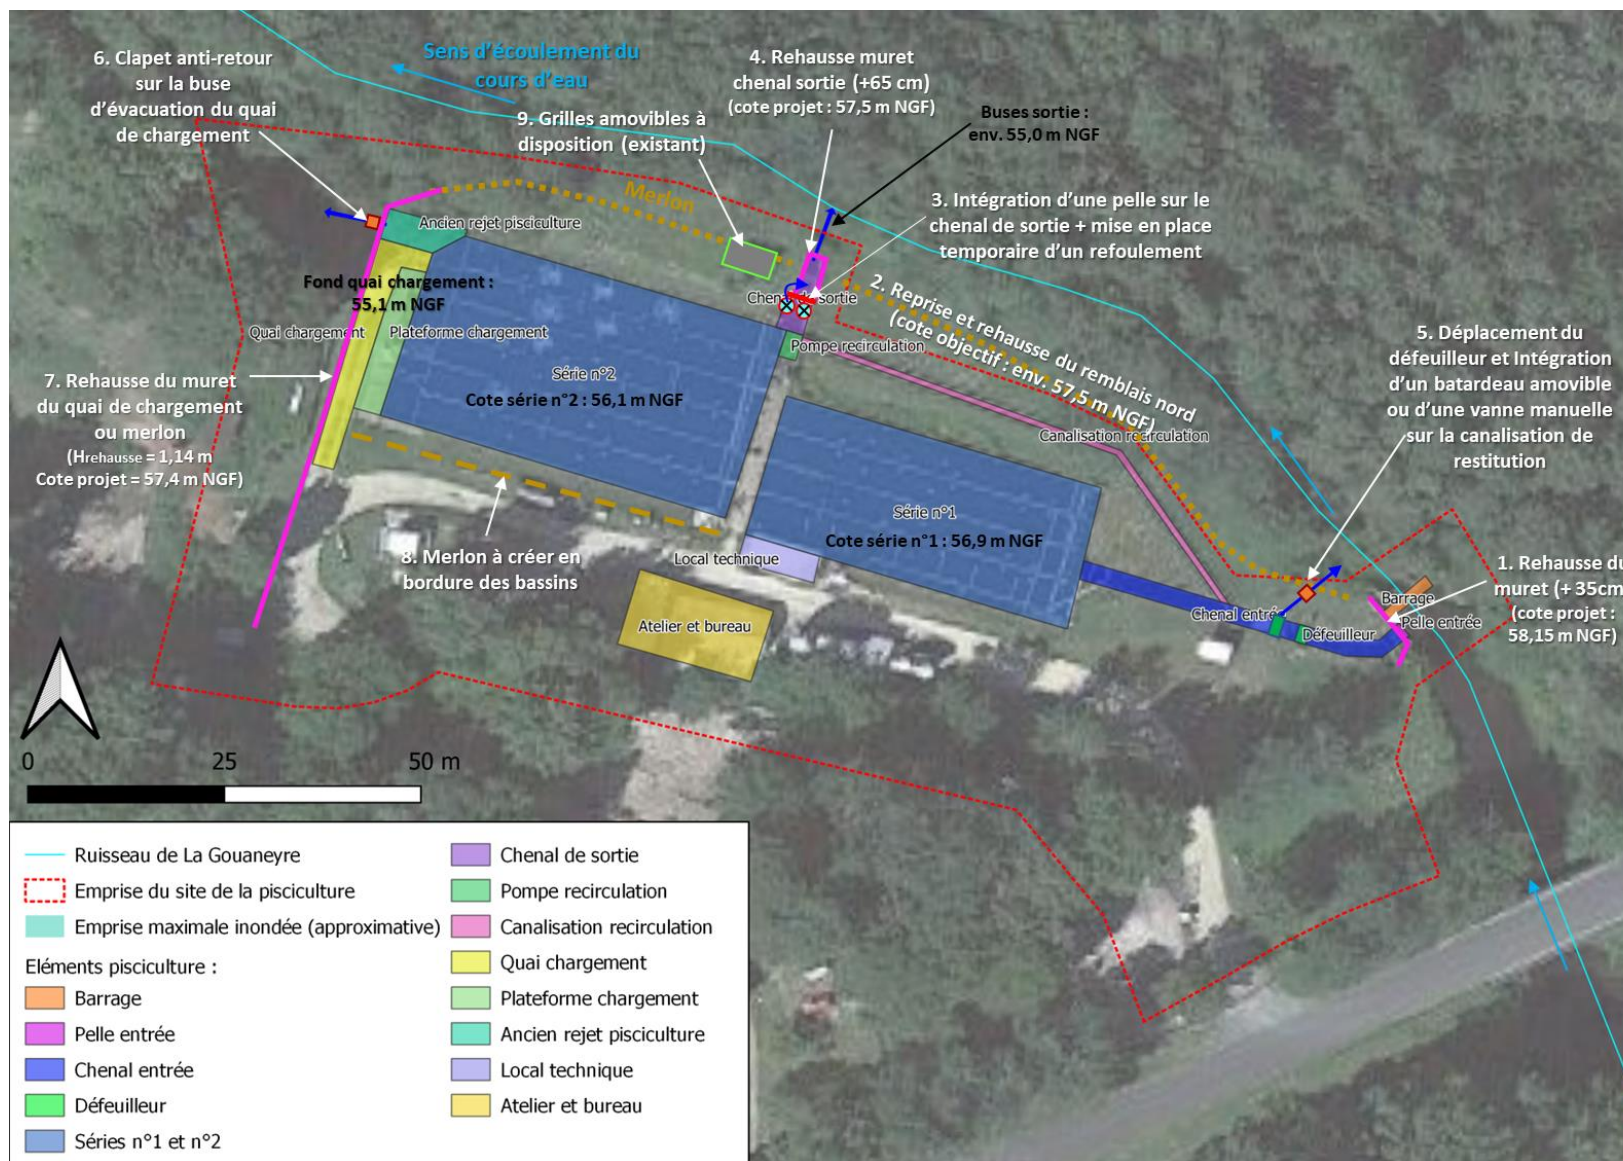 6. Clapet anti-retour
sur la buse
d'évacuation du quai
de chargement
Sens d'écoulement du
cours d'eau
4. Rehausse muret
chenal sortie (+65 cm)
(cote projet : 57,5 m NGF)
9. Grilles amovibles à
disposition (existant)
Buses sortie :
env. 55,0 m NGF
Merlon
3. Intégration d'une pelle sur le
chenal de sortie + mise en place
temporaire d'un refoulement
Ancien rejet pisciculture
Fond quai chargement :
55,1 m NGF
Quai chargement
Plateforme chargement
Chenal de sortie
Pompe recirculation
2. Reprise et rehausse du remblais nord
(cote objectif : env. 57,5 m NGF)
Canalisation recirculation
5. Déplacement du
défeuilleur et Intégration
d'un batardeau amovible
ou d'une vanne manuelle
sur la canalisation de
restitution
7. Rehausse du muret
du quai de chargement
ou merlon
(Hrehausse = 1,14 m
Cote projet = 57,4 m NGF)
Série n°2
Cote série n°2 : 56,1 m NGF
Série n°1
Cote série n°1 : 56,9 m NGF
8. Merlon à créer en
bordure des bassins
Local technique
Atelier et bureau
Chenal entrée
Défeuilleur
Barrage
Pelle entrée
1. Rehausse du
muret (+ 35cm
(cote projet :
58,15 m NGF)
0 25 50 m
Ruisseau de La Gouaneyre
Emprise du site de la pisciculture
Emprise maximale inondée (approximative)
Eléments pisciculture :
Barrage
Pelle entrée
Chenal entrée
Défeuilleur
Séries n°1 et n°2
Chenal de sortie
Pompe recirculation
Canalisation recirculation
Quai chargement
Plateforme chargement
Ancien rejet pisciculture
Local technique
Atelier et bureau